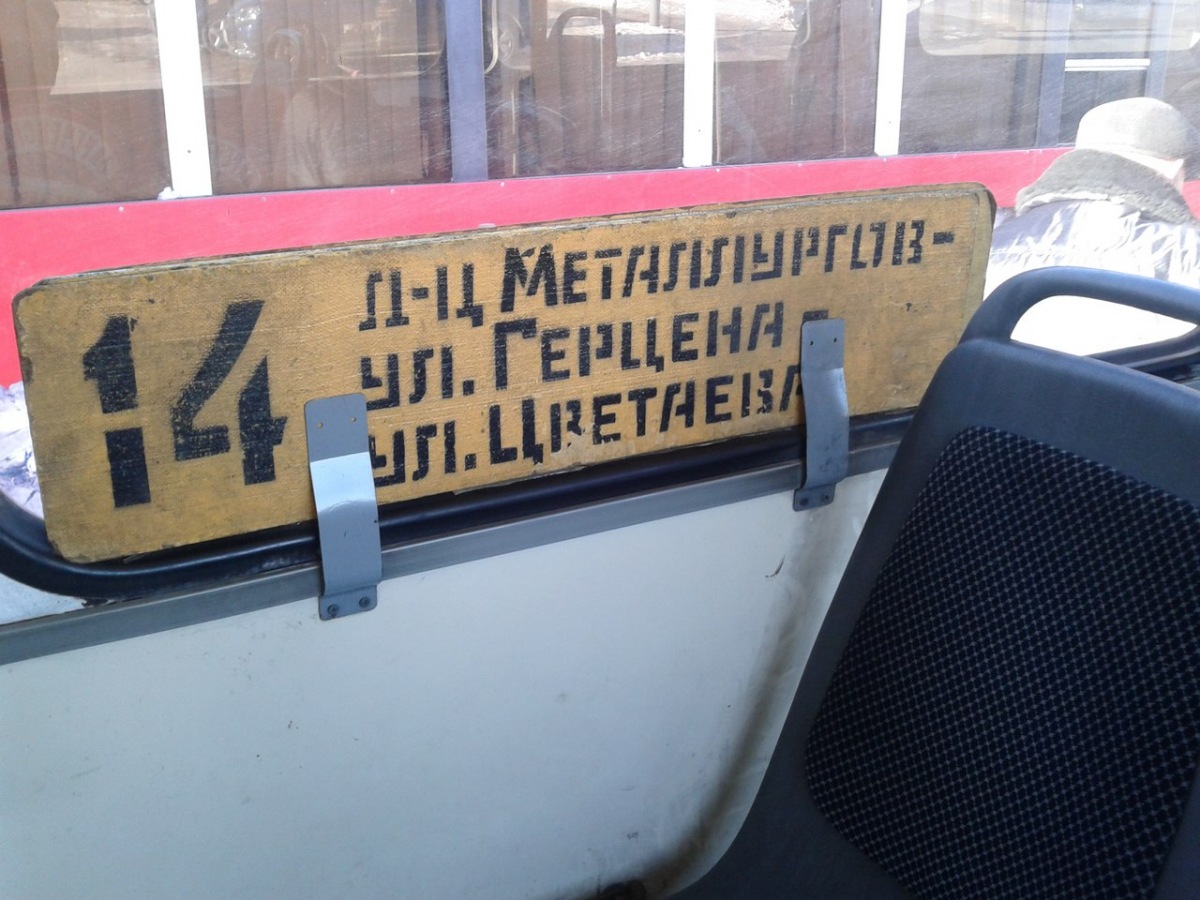 14
Д-Ц МЕТАЛЛУРГОВ-
УЛ. ГЕРЦЕНА -
УЛ. ЦВЕТАЕВА